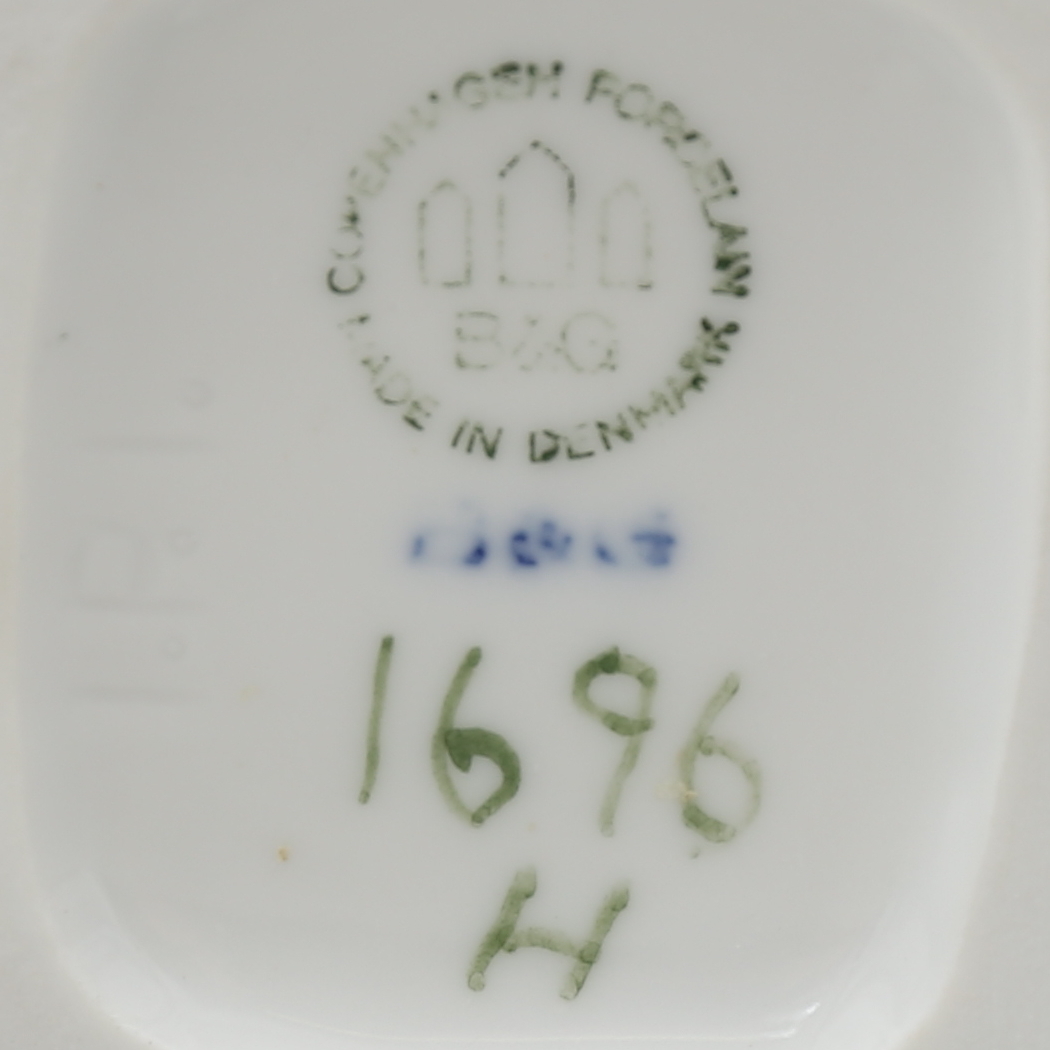 COPENHAGEN PORCELAIN
B&G
MADE IN DENMARK
1696
H